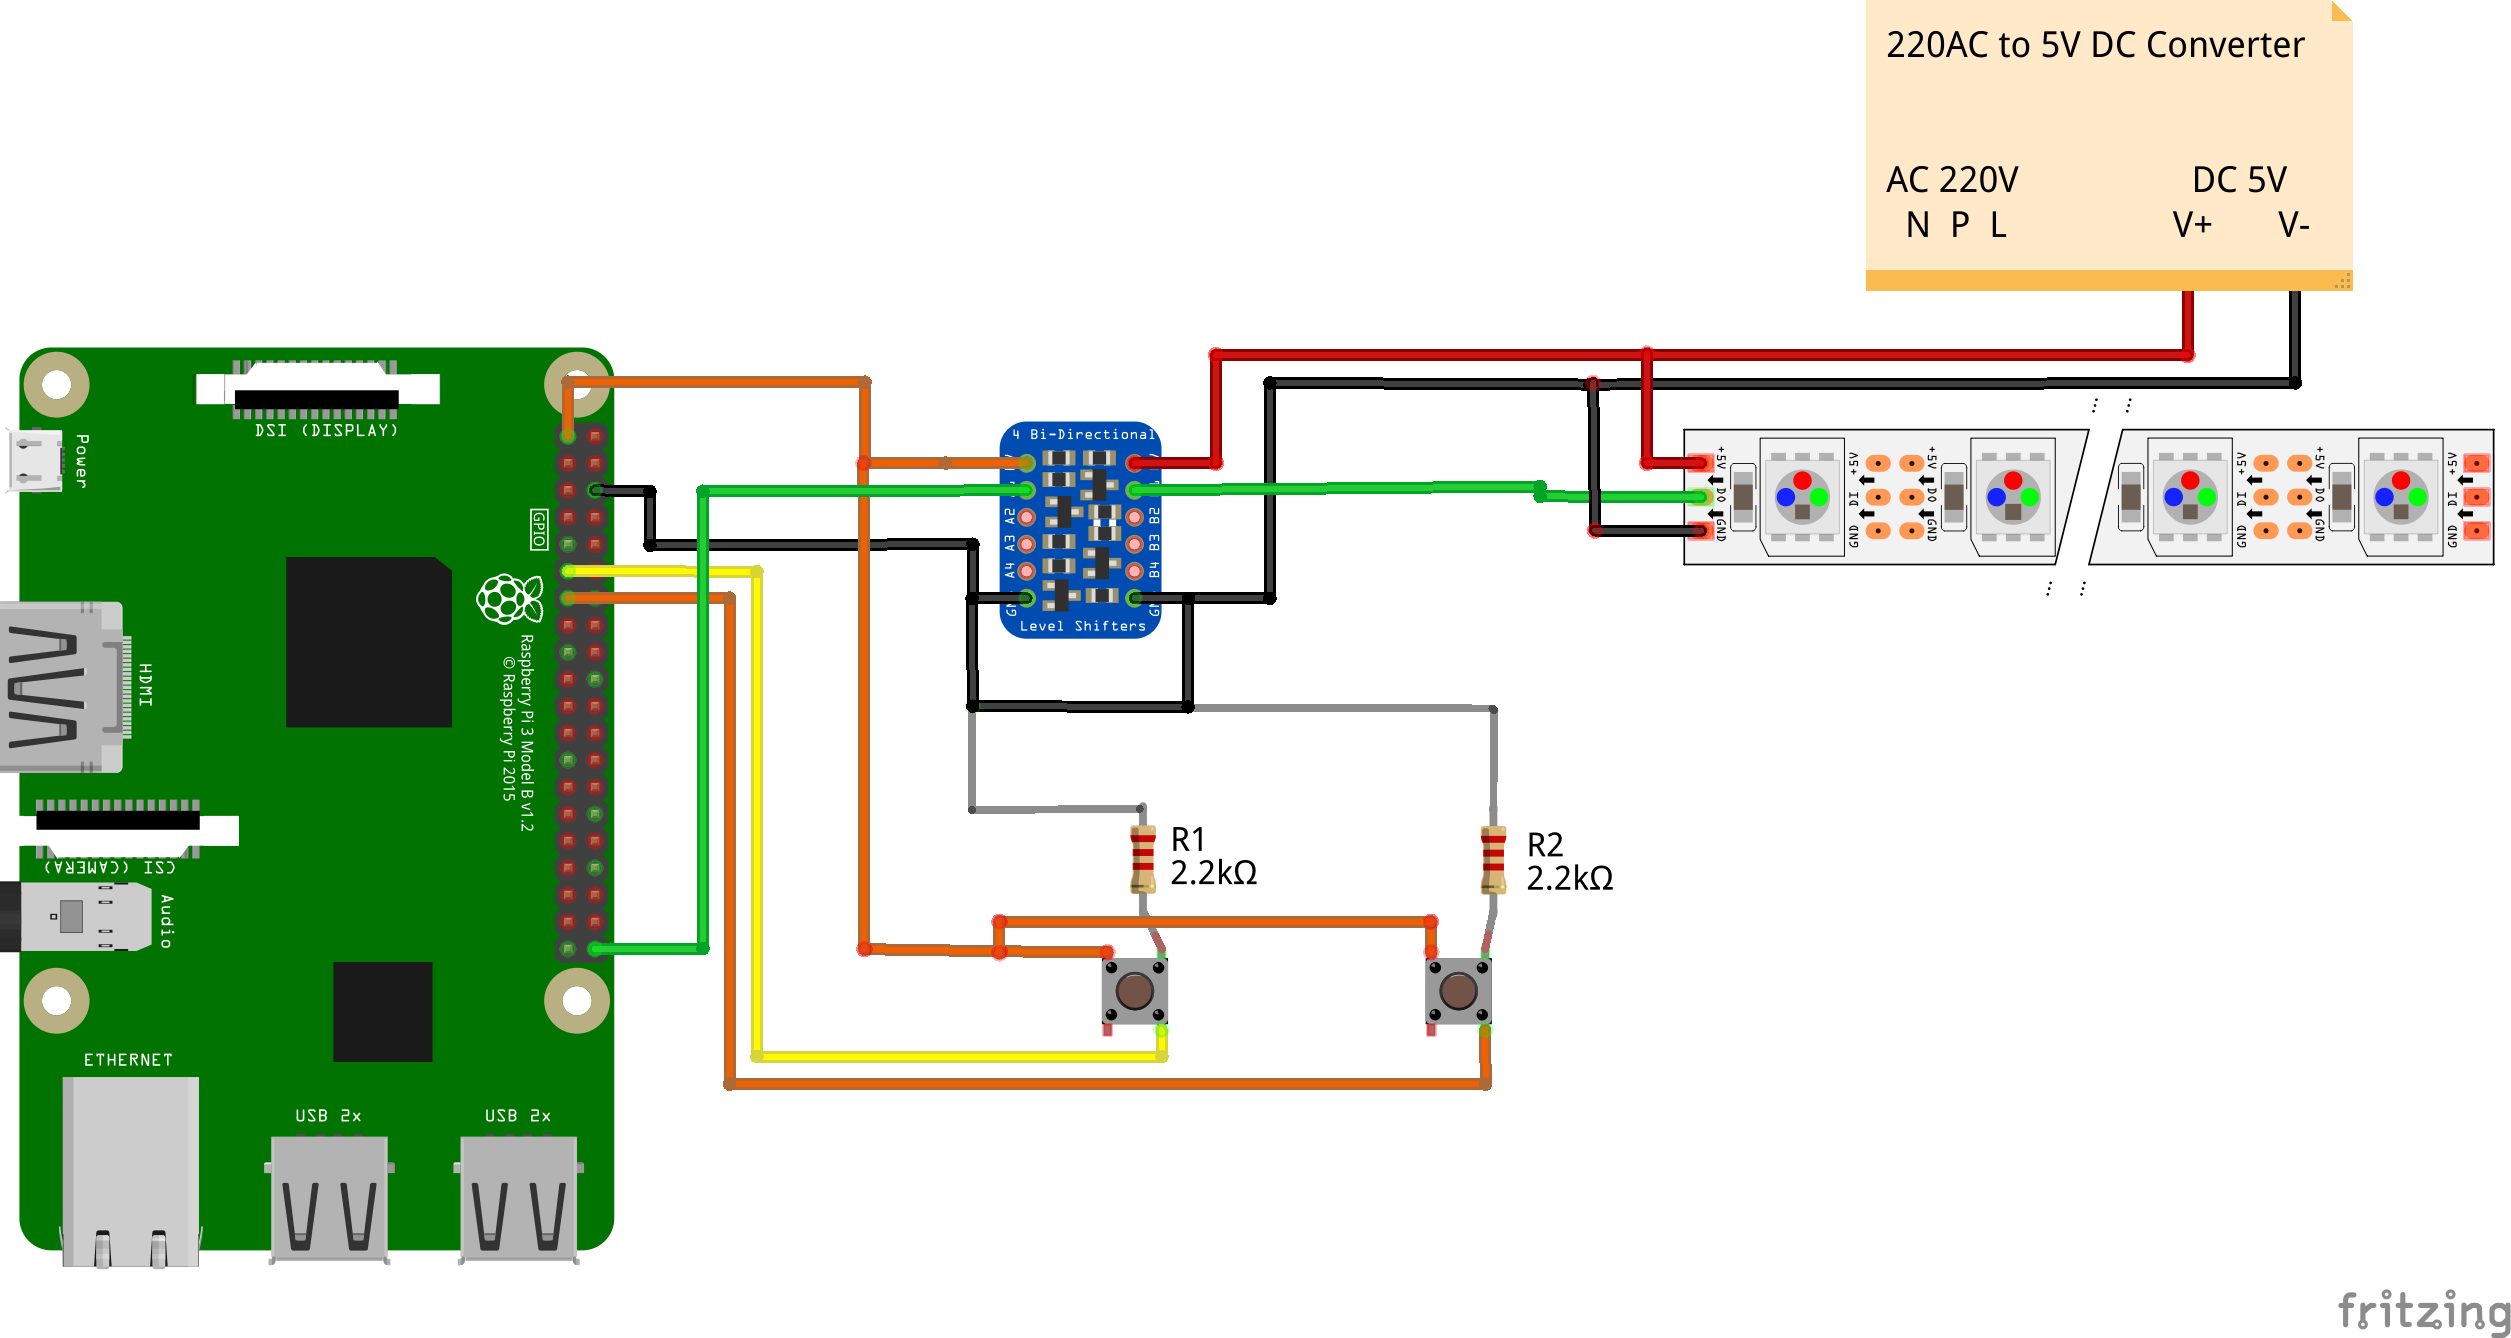 220AC to 5V DC Converter
AC 220V
DC 5V
N P L
V+
V-
DSI (DISPLAY)
Power
GPIO
HDMI
Raspberry Pi 3 Model B v1.2
© Raspberry Pi 2015
CSI (CAMERA)
Audio
ETHERNET
USB 2x
USB 2x
4 Bi-Directional
A2
A3
A4
B2
B3
B4
Level Shifters
+5V
DO
GND
+5V
DI
GND
+5V
DO
GND
+5V
DI
GND
+5V
DO
GND
+5V
DI
GND
R1
2.2kΩ
R2
2.2kΩ
fritzing